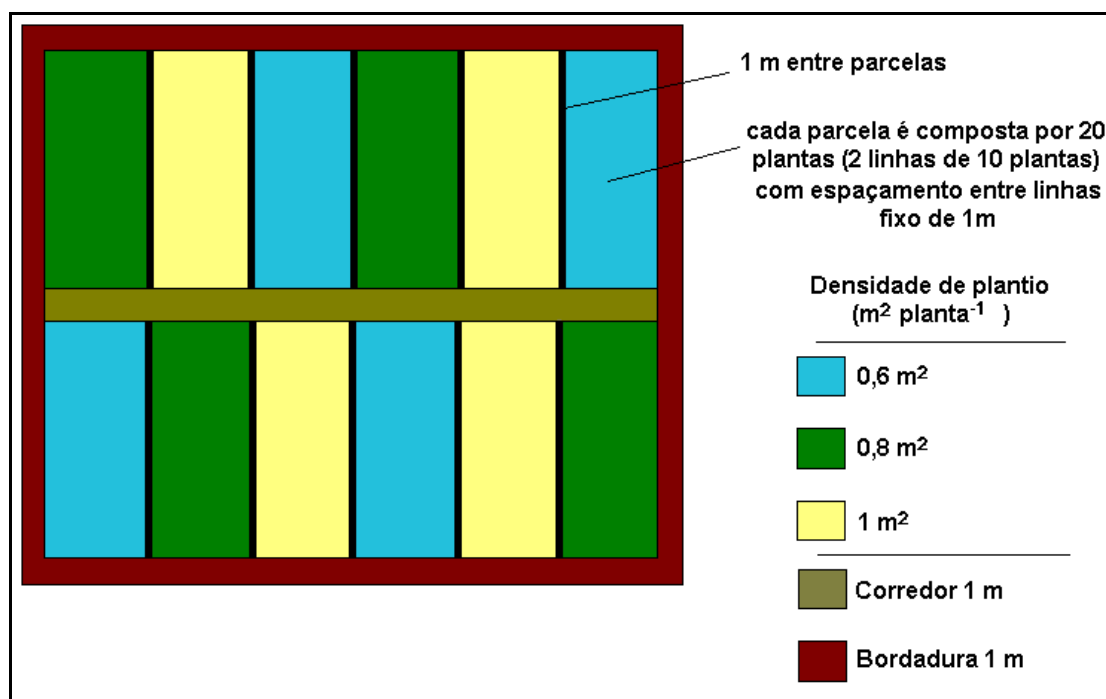 1 m entre parcelas
cada parcela é composta por 20
plantas (2 linhas de 10 plantas)
com espaçamento entre linhas
fixo de 1m
Densidade de plantio
(m² planta⁻¹ )
0,6 m²
0,8 m²
1 m²
Corredor 1 m
Bordadura 1 m